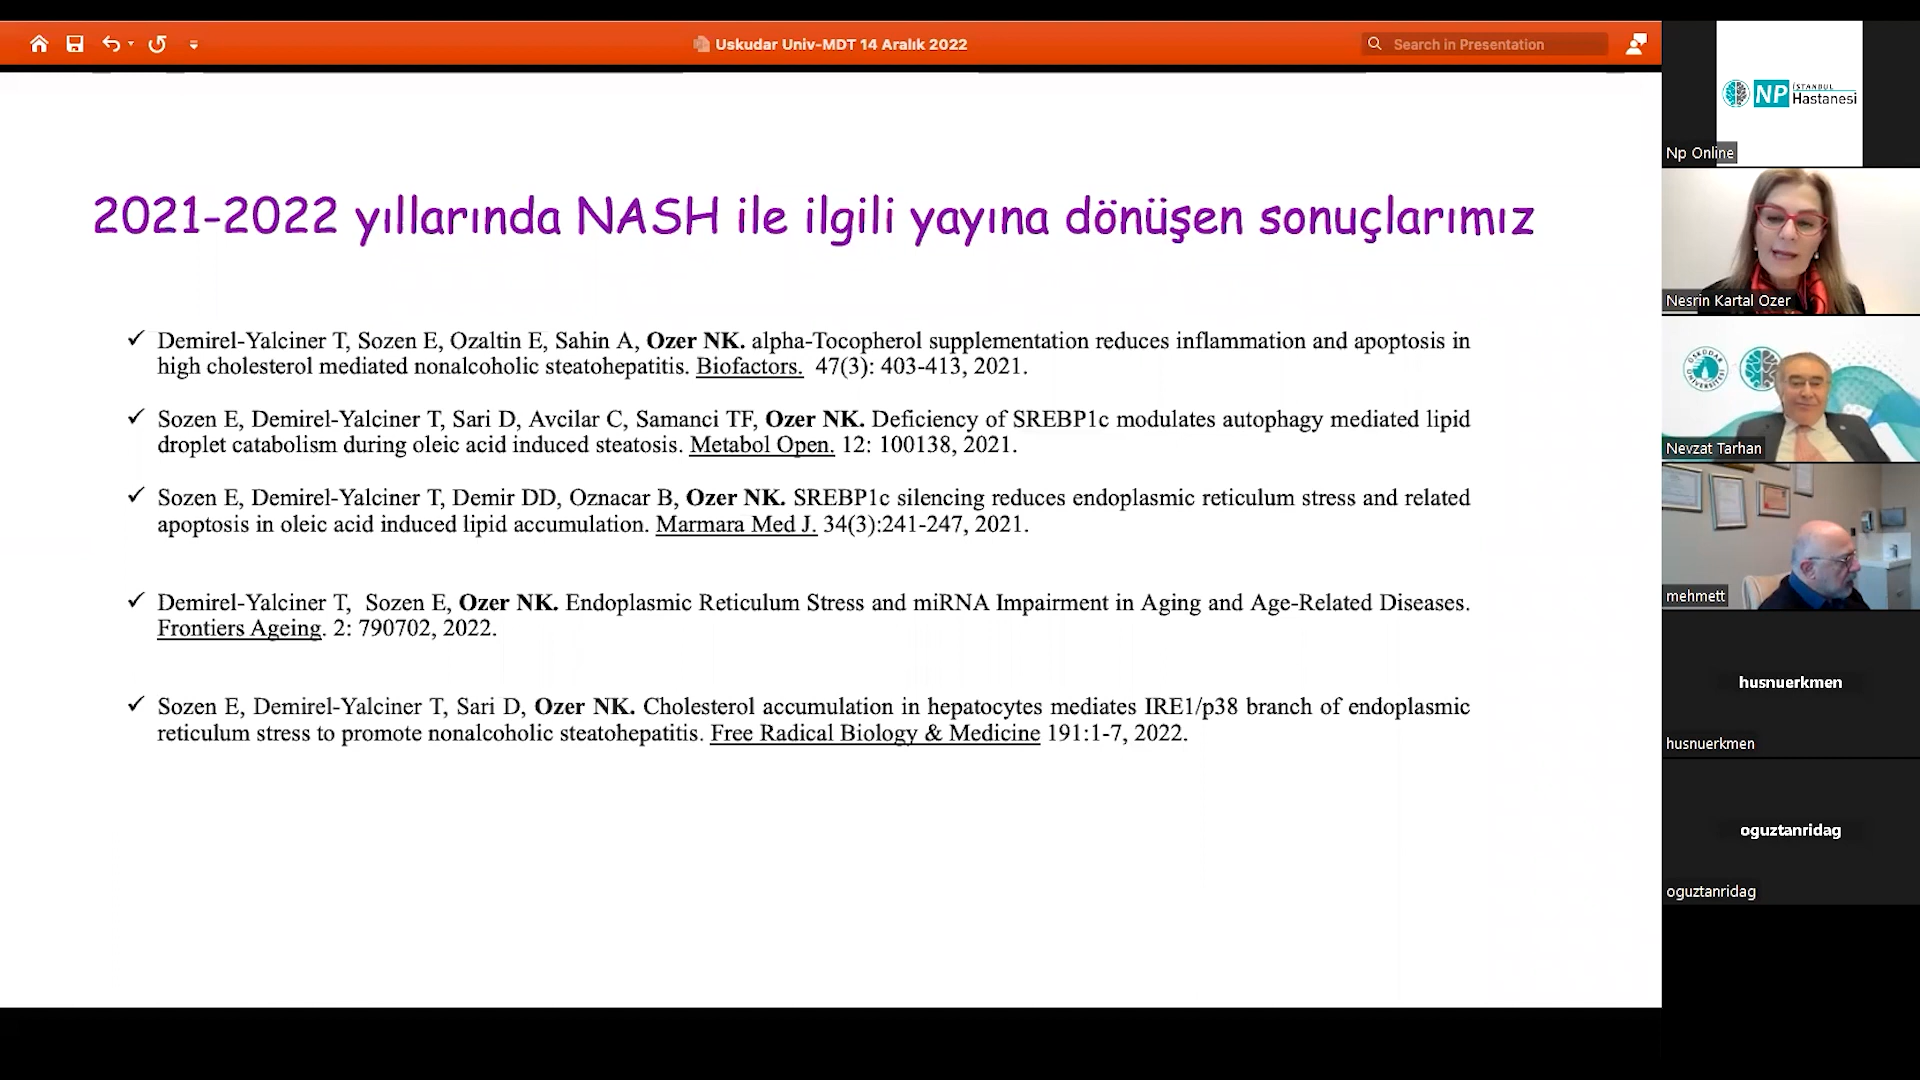 Uskudar Univ-MDT 14 Aralık 2022
Search in Presentation
2021-2022 yıllarında NASH ile ilgili yayına dönüşen sonuçlarımız
✓ Demirel-Yalciner T, Sozen E, Ozaltin E, Sahin A, Ozer NK. alpha-Tocopherol supplementation reduces inflammation and apoptosis in
high cholesterol mediated nonalcoholic steatohepatitis. Biofactors. 47(3): 403-413, 2021.
✓ Sozen E, Demirel-Yalciner T, Sari D, Avcilar C, Samanci TF, Ozer NK. Deficiency of SREBP1c modulates autophagy mediated lipid
droplet catabolism during oleic acid induced steatosis. Metabol Open. 12: 100138, 2021.
✓ Sozen E, Demirel-Yalciner T, Demir DD, Oznacar B, Ozer NK. SREBP1c silencing reduces endoplasmic reticulum stress and related
apoptosis in oleic acid induced lipid accumulation. Marmara Med J. 34(3):241-247, 2021.
✓ Demirel-Yalciner T, Sozen E, Ozer NK. Endoplasmic Reticulum Stress and miRNA Impairment in Aging and Age-Related Diseases.
Frontiers Ageing. 2: 790702, 2022.
✓ Sozen E, Demirel-Yalciner T, Sari D, Ozer NK. Cholesterol accumulation in hepatocytes mediates IRE1/p38 branch of endoplasmic
reticulum stress to promote nonalcoholic steatohepatitis. Free Radical Biology & Medicine 191:1-7, 2022.
NP İSTANBUL Hastanesi
Np Online
Nesrin Kartal Ozer
ÜSKÜDAR ÜNİVERSİTESİ
Nevzat Tarhan
mehmett
husnuerkmen
husnuerkmen
oguztanridag
oguztanridag